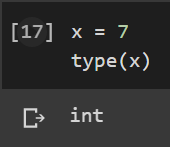 [17] x = 7
type(x)
int